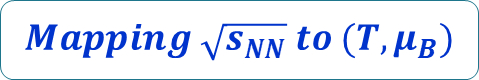 Mapping √s_NN to (T, μ_B)